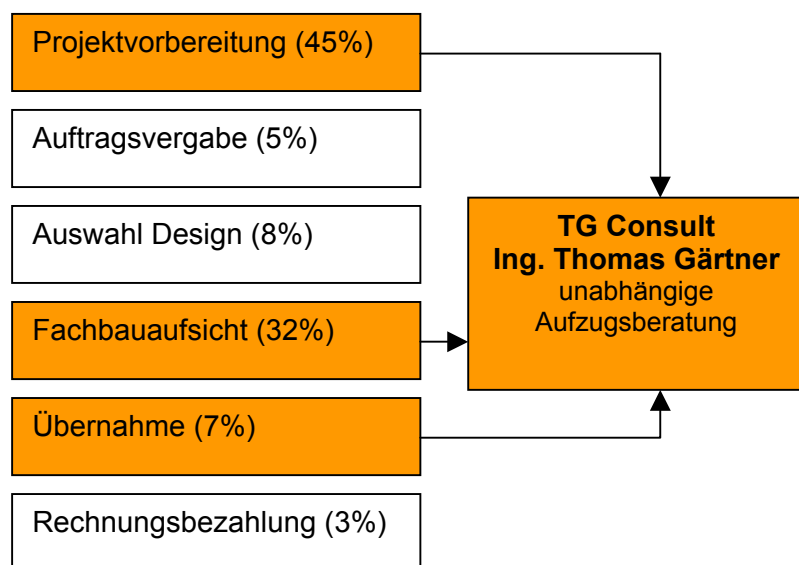 Projektvorbereitung (45%)
Auftragsvergabe (5%)
Auswahl Design (8%)
Fachbauaufsicht (32%)
Übernahme (7%)
Rechnungsbezahlung (3%)
TG Consult
Ing. Thomas Gärtner
unabhängige
Aufzugsberatung